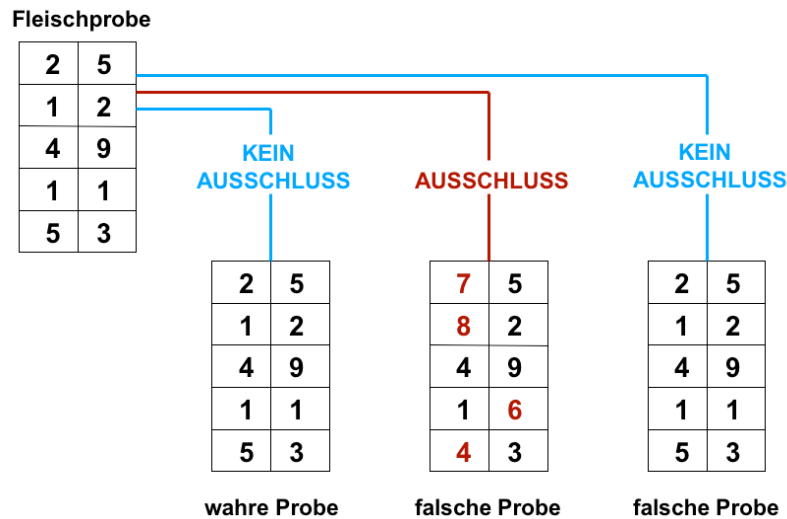 Fleischprobe
2 5
1 2
4 9
1 1
5 3
KEIN
AUSSCHLUSS
AUSSCHLUSS
KEIN
AUSSCHLUSS
2 5
1 2
4 9
1 1
5 3
7 5
8 2
4 9
1 6
4 3
2 5
1 2
4 9
1 1
5 3
wahre Probe
falsche Probe
falsche Probe